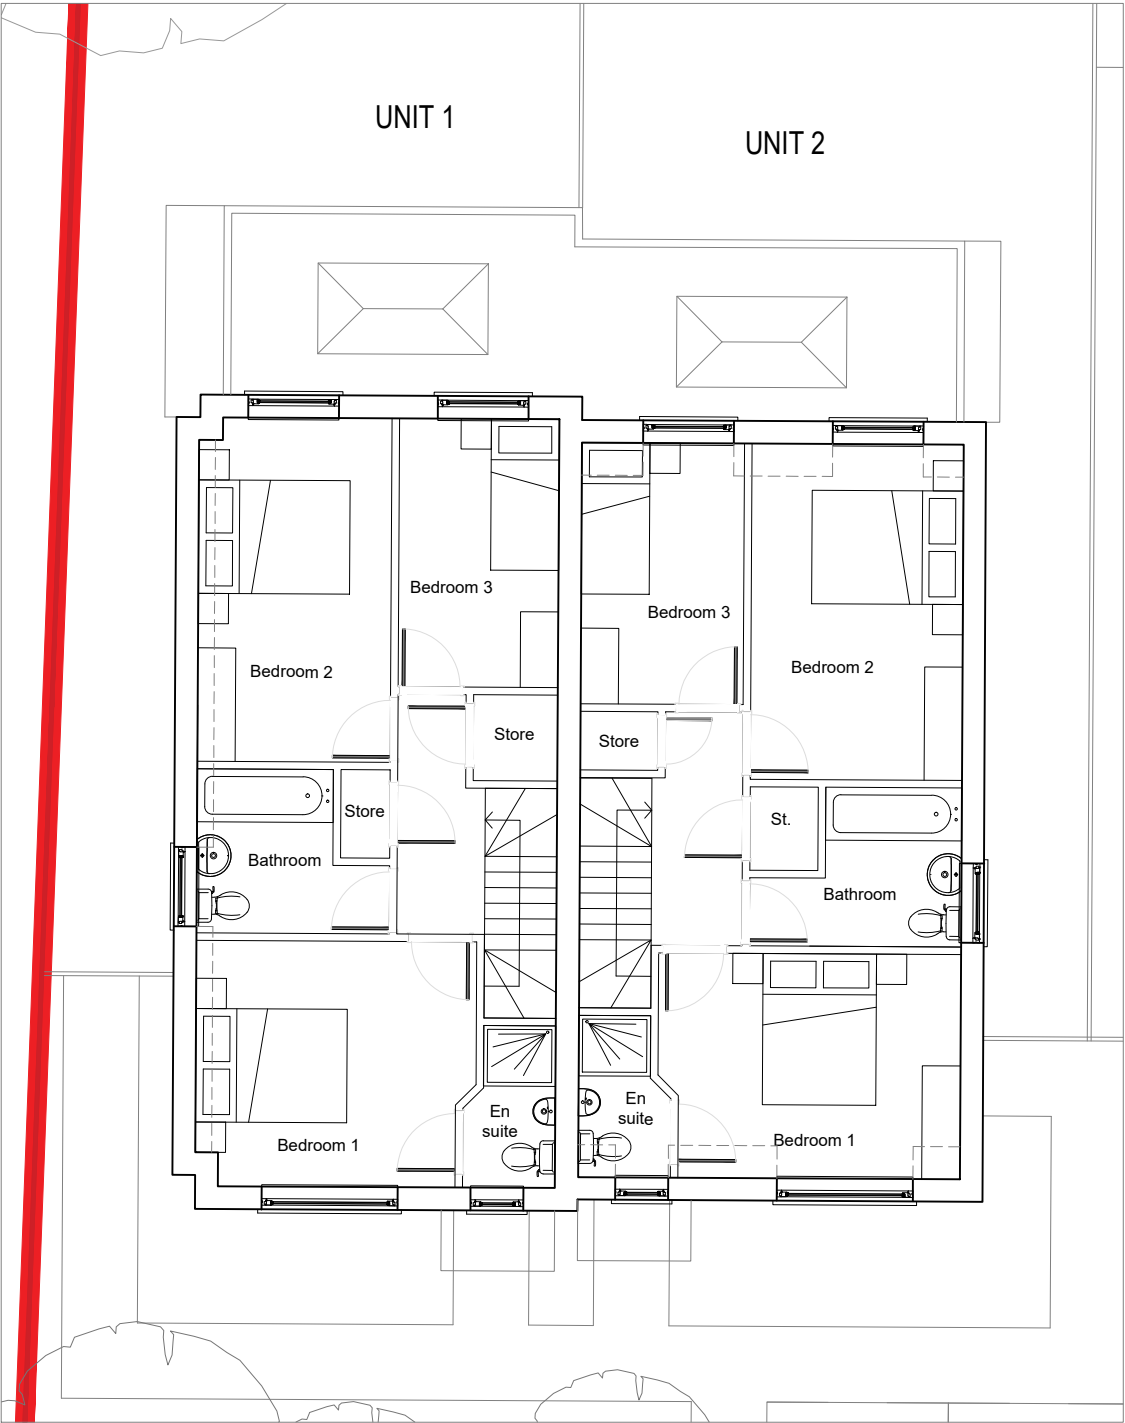 UNIT 1
UNIT 2
Bedroom 3
Bedroom 3
Bedroom 2
Bedroom 2
Store
Store
Store
St.
Bathroom
Bathroom
En
suite
En
suite
Bedroom 1
Bedroom 1